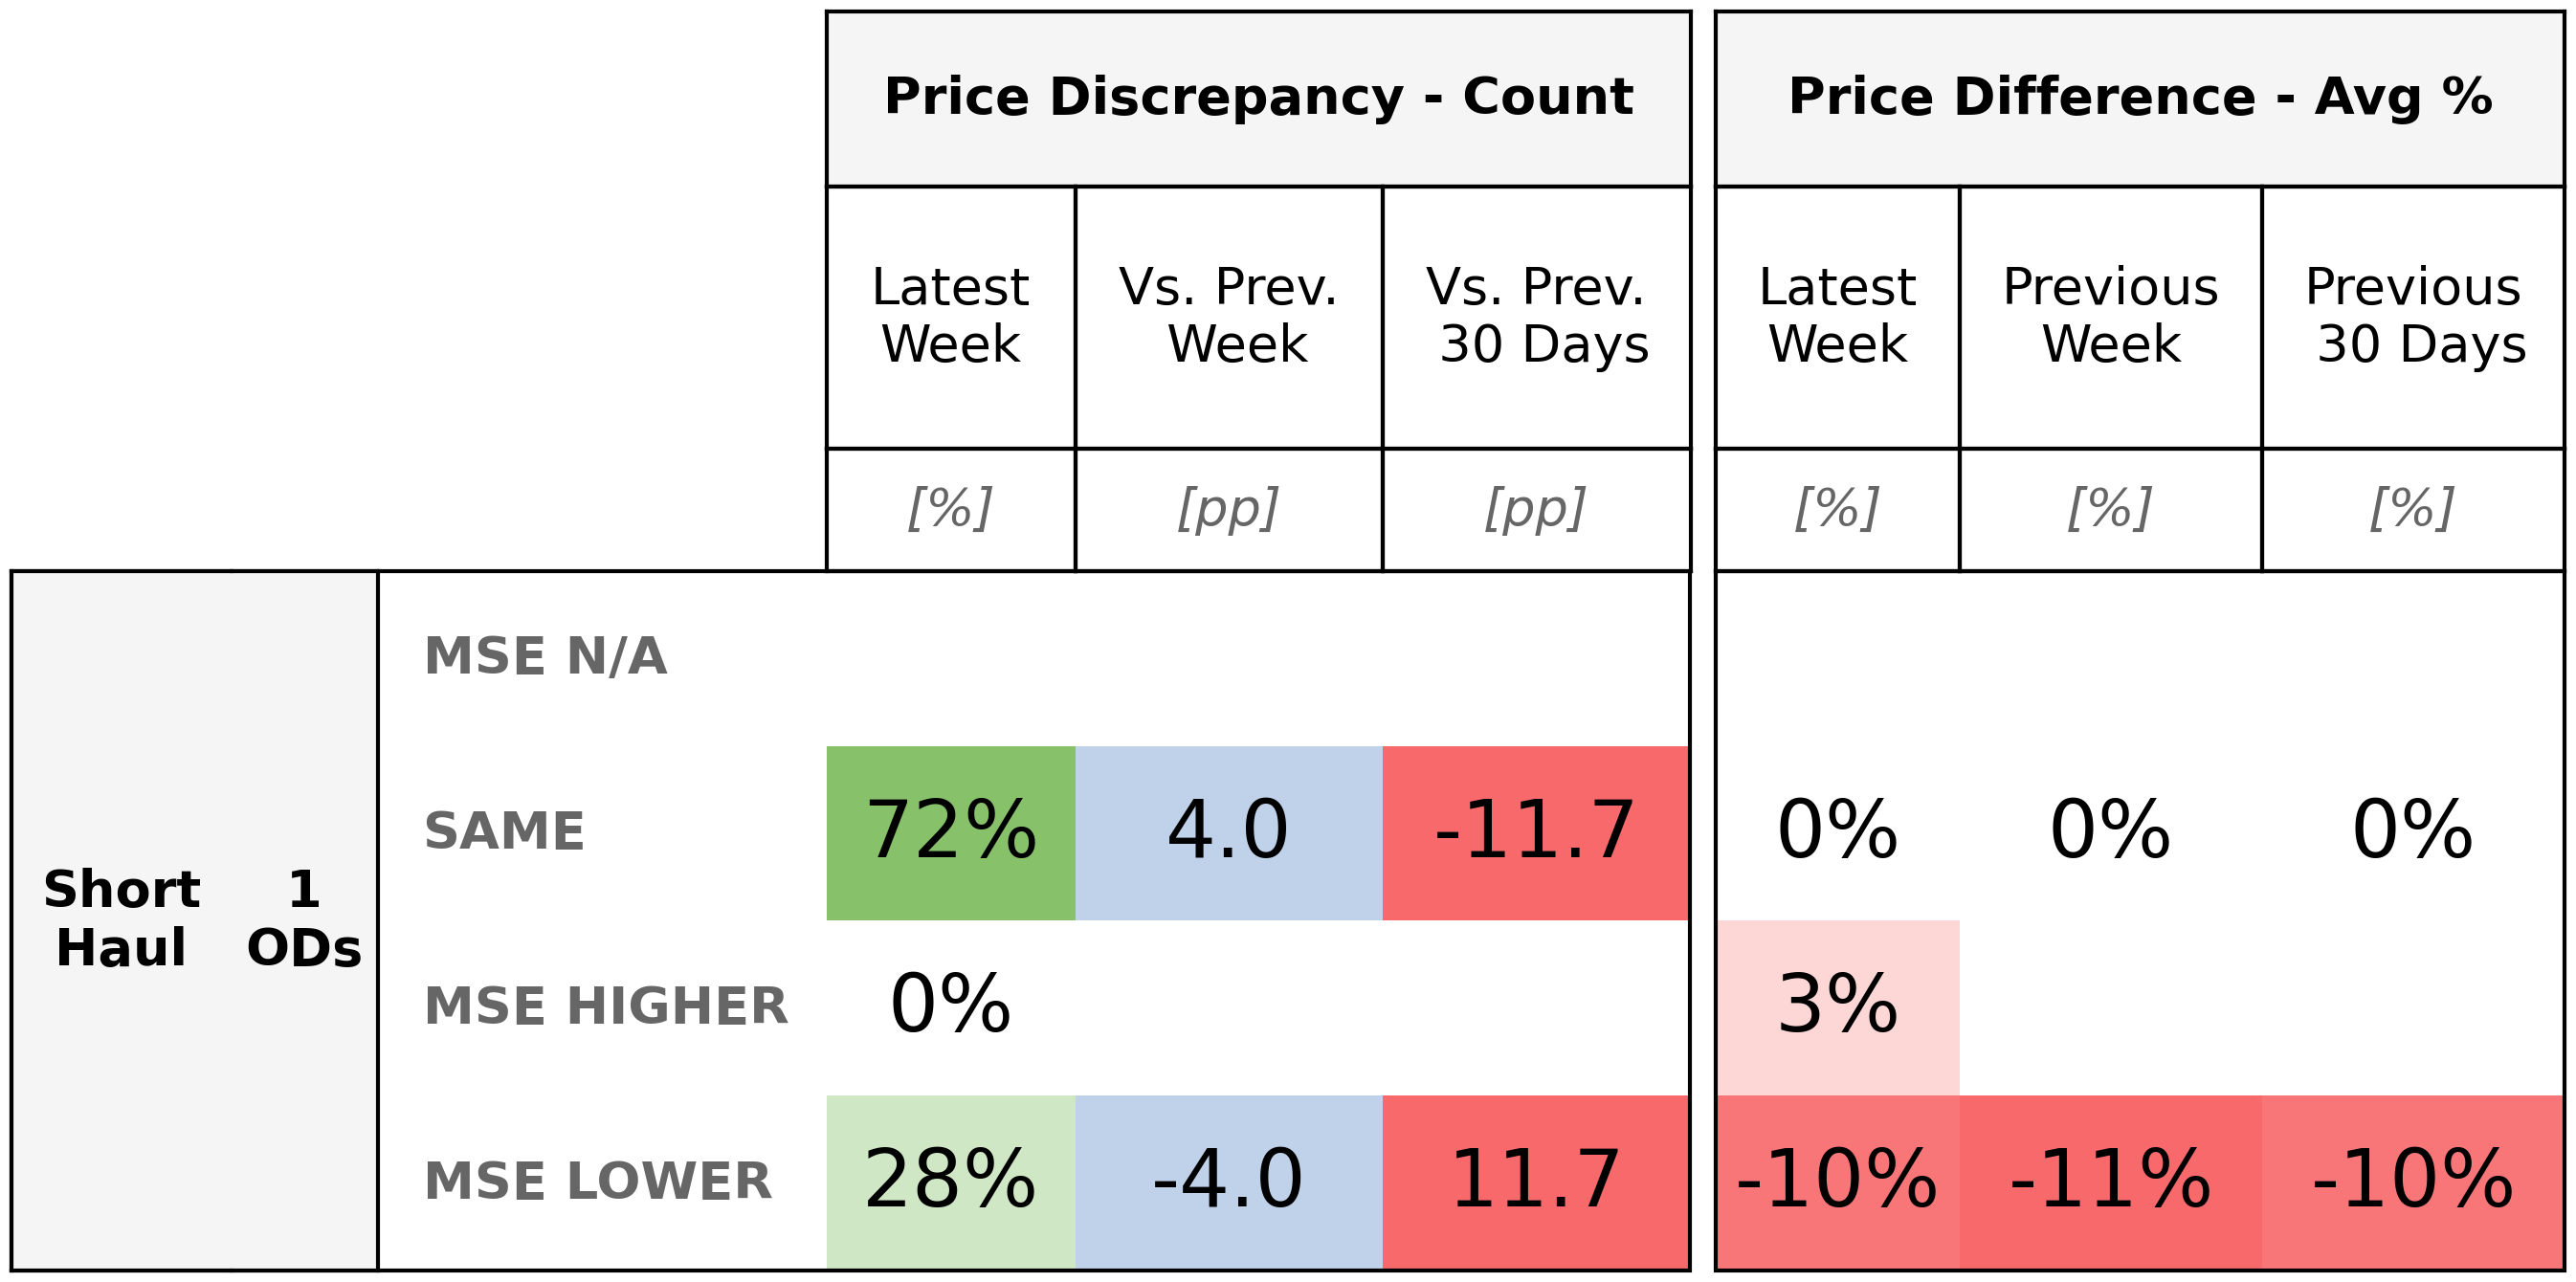 Price Discrepancy - Count
Price Difference - Avg %
Latest
Week
Vs. Prev.
Week
Vs. Prev.
30 Days
Latest
Week
Previous
Week
Previous
30 Days
[%]
[pp]
[pp]
[%]
[%]
[%]
Short
Haul
1
ODs
MSE N/A
SAME
72%
4.0
-11.7
0%
0%
0%
MSE HIGHER
0%
3%
MSE LOWER
28%
-4.0
11.7
-10%
-11%
-10%